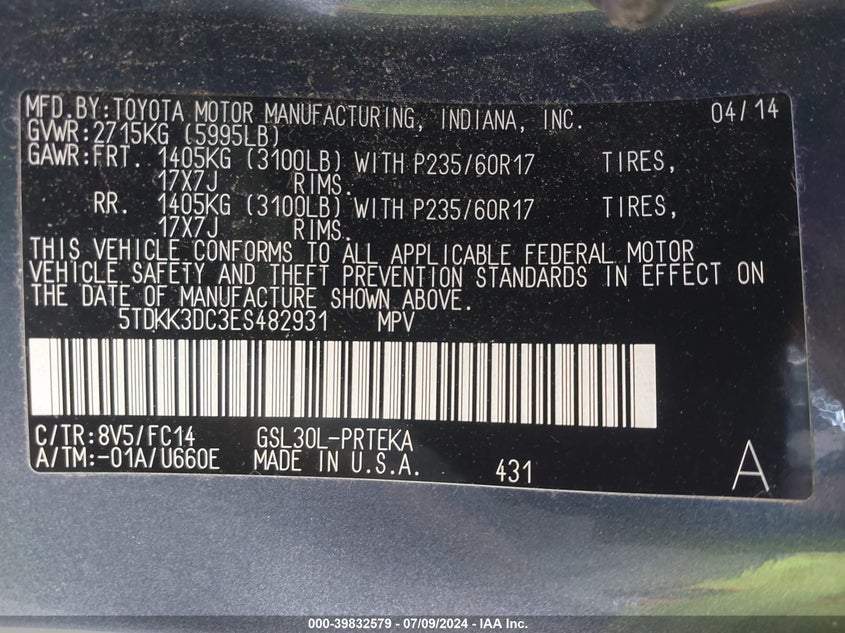 MFD.BY:TOYOTA MOTOR MANUFACTURING, INDIANA, INC. 04/14
GVWR:2715KG (5995LB)
GAWR:FRT. 1405KG (3100LB) WITH P235/60R17 TIRES,
17X7J RIMS.
RR. 1405KG (3100LB) WITH P235/60R17 TIRES,
17X7J RIMS.
THIS VEHICLE CONFORMS TO ALL APPLICABLE FEDERAL MOTOR
VEHICLE SAFETY AND THEFT PREVENTION STANDARDS IN EFFECT ON
THE DATE OF MANUFACTURE SHOWN ABOVE.
5TDKK3DC3ES482931 MPV
C/TR:8V5/FC14 GSL30L-PRTEKA
A/TM:-01A/U660E MADE IN U.S.A. 431 A
000-39832579 - 07/09/2024 - IAA Inc.